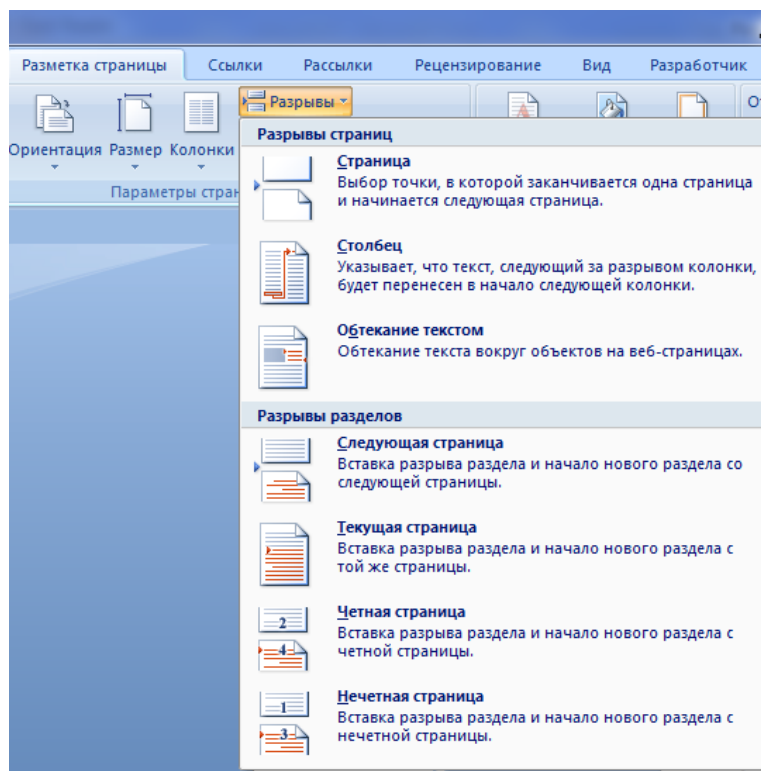 Разметка страницы Ссылки Рассылки Рецензирование Вид Разработчик
Разрывы
Ориентация Размер Колонки
Разрывы страниц
Страница
Выбор точки, в которой заканчивается одна страница
и начинается следующая страница.
Столбец
Указывает, что текст, следующий за разрывом колонки,
будет перенесен в начало следующей колонки.
Обтекание текстом
Обтекание текста вокруг объектов на веб-страницах.
Разрывы разделов
Следующая страница
Вставка разрыва раздела и начало нового раздела со
следующей страницы.
Текущая страница
Вставка разрыва раздела и начало нового раздела с
той же страницы.
2
4
Четная страница
Вставка разрыва раздела и начало нового раздела с
четной страницы.
1
3
Нечетная страница
Вставка разрыва раздела и начало нового раздела с
нечетной страницы.
Параметры стран